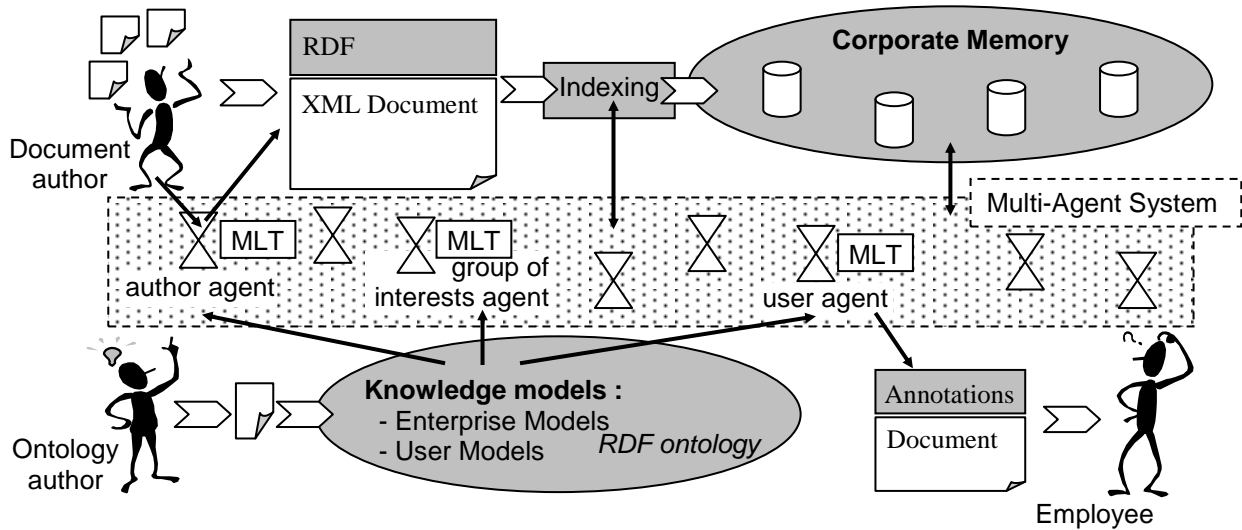 RDF
XML Document
Indexing
Corporate Memory
Document
author
Multi-Agent System
MLT
MLT
MLT
author agent
group of
interests agent
user agent
Knowledge models :
- Enterprise Models
- User Models
RDF ontology
Ontology
author
Annotations
Document
??
Employee